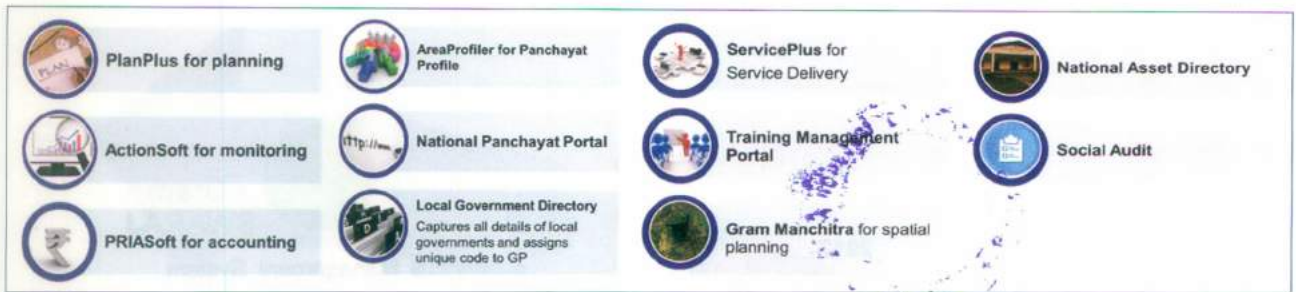 PLAN
PlanPlus for planning
ActionSoft for monitoring
PRIASoft for accounting
AreaProfiler for Panchayat
Profile
http://
National Panchayat Portal
D
Local Government Directory
Captures all details of local
governments and assigns
unique code to GP
ServicePlus for
Service Delivery
Training Management
Portal
Gram Manchitra for spatial
planning
National Asset Directory
Social Audit